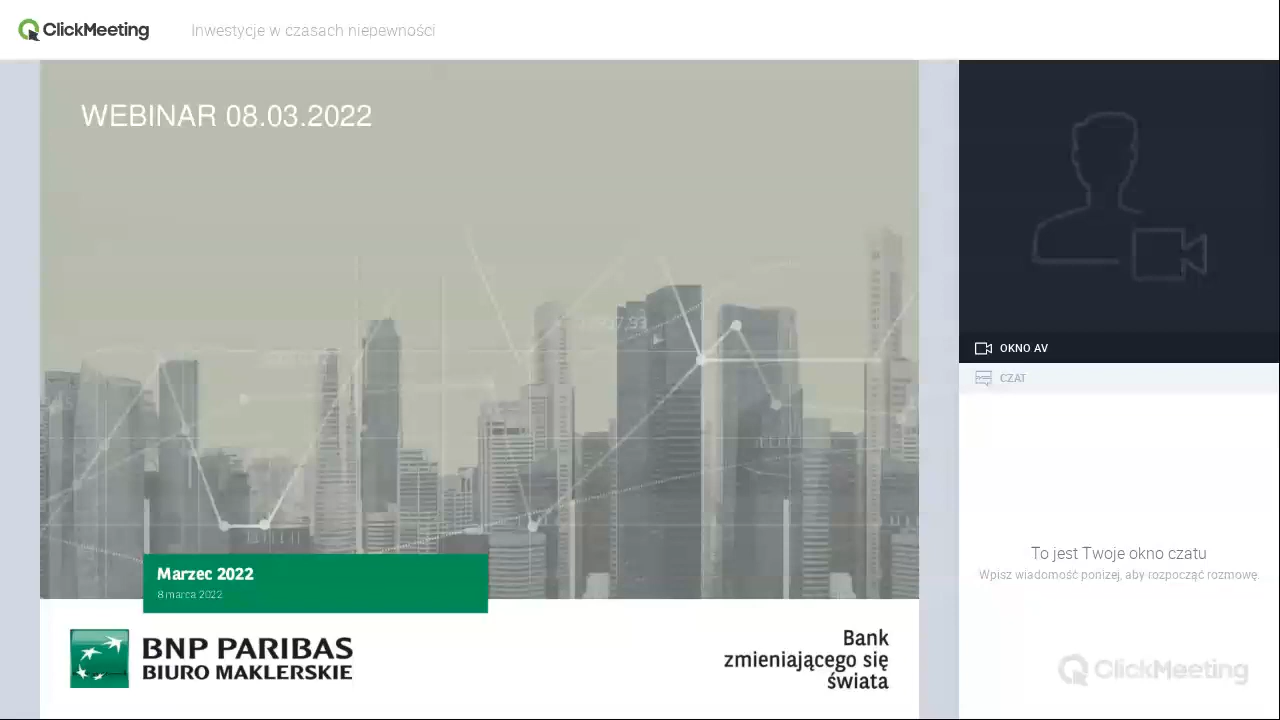 ClickMeeting
Inwestycje w czasach niepewności
WEBINAR 08.03.2022
Marzec 2022
8 marca 2022
BNP PARIBAS
BIURO MAKLERSKIE
Bank
zmieniającego się
świata
OKNO AV
CZAT
To jest Twoje okno czatu
Wpisz wiadomość poniżej, aby rozpocząć rozmowę.
ClickMeeting